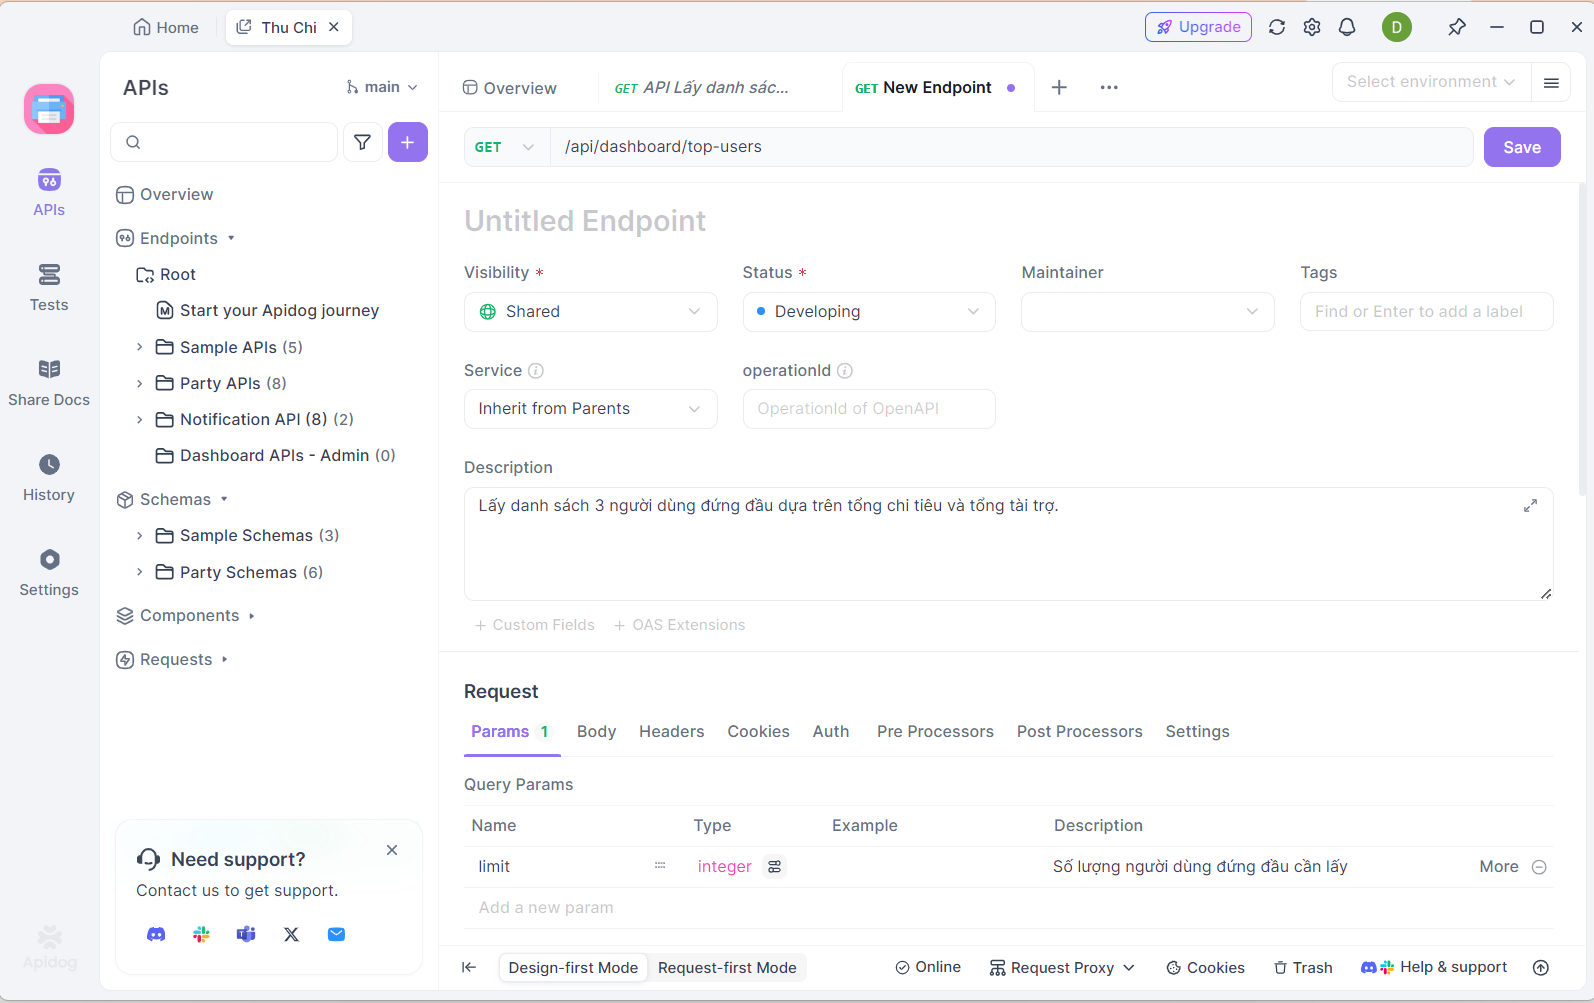 Home
Thu Chi
Upgrade
D
APIs
Tests
Share Docs
History
Settings
Apidog
APIs
main
Overview
Endpoints
Root
Start your Apidog journey
Sample APIs (5)
Party APIs (8)
Notification API (8) (2)
Dashboard APIs - Admin (0)
Schemas
Sample Schemas (3)
Party Schemas (6)
Components
Requests
Need support?
Contact us to get support.
Overview
GET API Lấy danh sác...
GET New Endpoint
Select environment
GET /api/dashboard/top-users
Save
Untitled Endpoint
Visibility * Status * Maintainer Tags
Shared Developing Find or Enter to add a label
Service operationId
Inherit from Parents OperationId of OpenAPI
Description
Lấy danh sách 3 người dùng đứng đầu dựa trên tổng chi tiêu và tổng tài trợ.
+ Custom Fields + OAS Extensions
Request
Params 1 Body Headers Cookies Auth Pre Processors Post Processors Settings
Query Params
Name Type Example Description
limit integer Số lượng người dùng đứng đầu cần lấy More
Add a new param
Design-first Mode Request-first Mode Online Request Proxy Cookies Trash Help & support